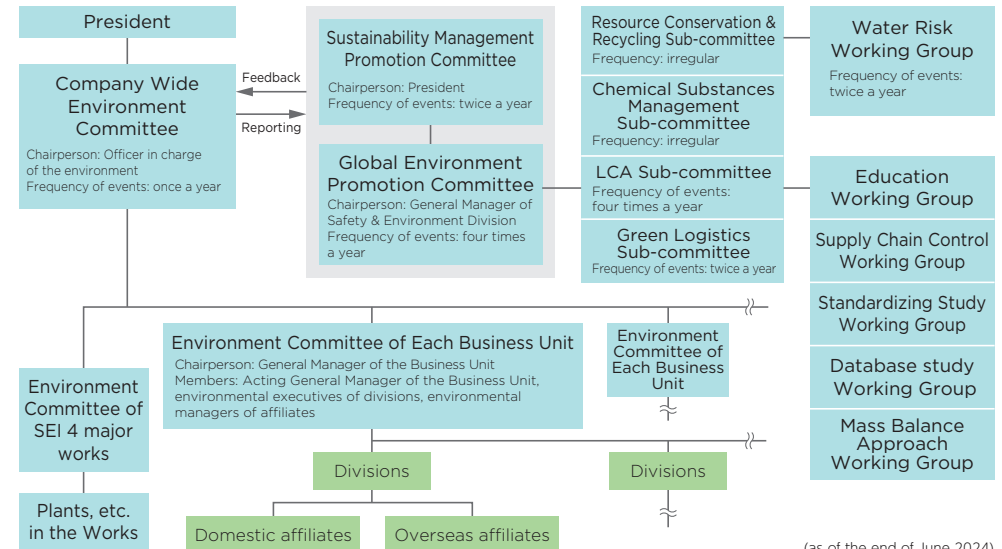 President
Company Wide
Environment
Committee
Chairperson: Officer in charge
of the environment
Frequency of events: once a year
Feedback
Reporting
Sustainability Management
Promotion Committee
Chairperson: President
Frequency of events: twice a year
Global Environment
Promotion Committee
Chairperson: General Manager of
Safety & Environment Division
Frequency of events: four times
a year
Resource Conservation &
Recycling Sub-committee
Frequency: irregular
Chemical Substances
Management
Sub-committee
Frequency: irregular
LCA Sub-committee
Frequency of events:
four times a year
Green Logistics
Sub-committee
Frequency of events: twice a year
Water Risk
Working Group
Frequency of events:
twice a year
Education
Working Group
Supply Chain Control
Working Group
Standardizing Study
Working Group
Database study
Working Group
Mass Balance
Approach
Working Group
Environment
Committee of
SEI 4 major
works
Plants, etc.
in the Works
Environment Committee of Each Business Unit
Chairperson: General Manager of the Business Unit
Members: Acting General Manager of the Business Unit,
environmental executives of divisions, environmental
managers of affiliates
Environment
Committee of
Each Business
Unit
Divisions
Divisions
Domestic affiliates
Overseas affiliates
(as of the end of June 2024)